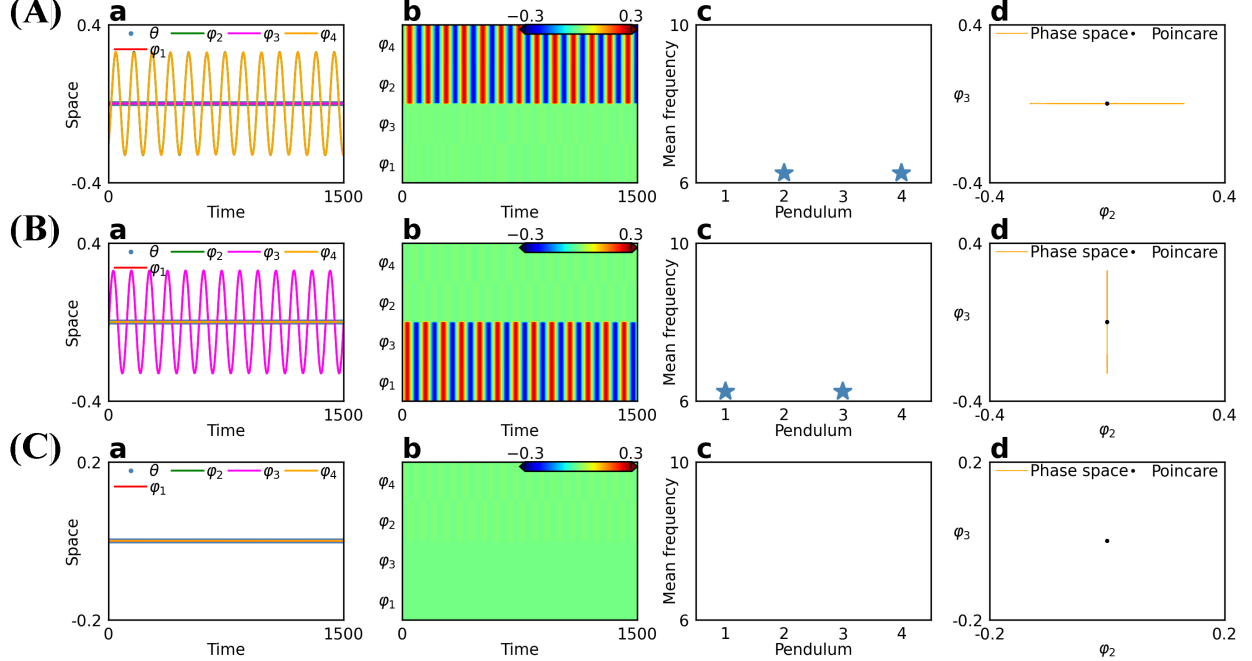 (A)
a
b
c
d
0.4
-0.4
Space
0
1500
Time
θ
φ2
φ3
φ4
φ1
−0.3
0.3
φ4
φ2
φ3
φ1
0
1500
Time
10
6
Mean frequency
1
2
3
4
Pendulum
Phase space
Poincare
0.4
φ3
-0.4
-0.4
0.4
φ2
(B)
a
b
c
d
0.4
-0.4
Space
0
1500
Time
θ
φ2
φ3
φ4
φ1
−0.3
0.3
φ4
φ2
φ3
φ1
0
1500
Time
10
6
Mean frequency
1
2
3
4
Pendulum
Phase space
Poincare
0.4
φ3
-0.4
-0.4
0.4
φ2
(C)
a
b
c
d
0.2
-0.2
Space
0
1500
Time
θ
φ2
φ3
φ4
φ1
−0.3
0.3
φ4
φ2
φ3
φ1
0
1500
Time
10
6
Mean frequency
1
2
3
4
Pendulum
Phase space
Poincare
0.2
φ3
-0.2
-0.2
0.2
φ2